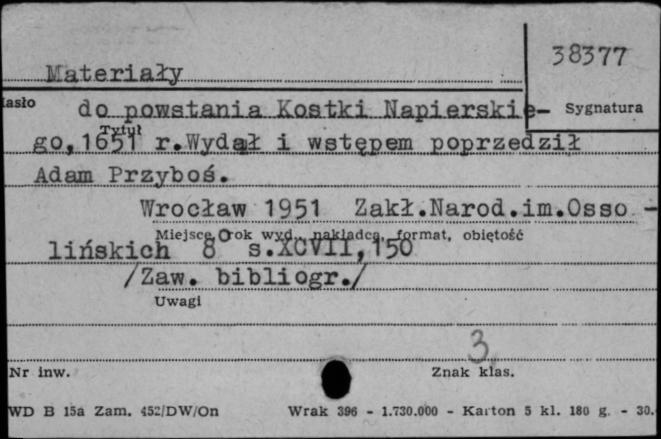 38377
Materiały
Hasło
do powstania Kostki Napierskie-
Sygnatura
Tytuł
go, 1651 r. Wydał i wstępem poprzedził
Adam Przyboś.
Wrocław 1951 Zakł.Narod.im.Osso -
Miejsce, rok wyd., nakładca, format, objętość
lińskich 8° s.XCVII, 150
/Zaw. bibliogr./
Uwagi
3.
Nr inw.
Znak klas.
WD B 15a Zam. 452/DW/On Wrak 396 - 1.730.000 - Karton 5 kl. 180 g. - 30.